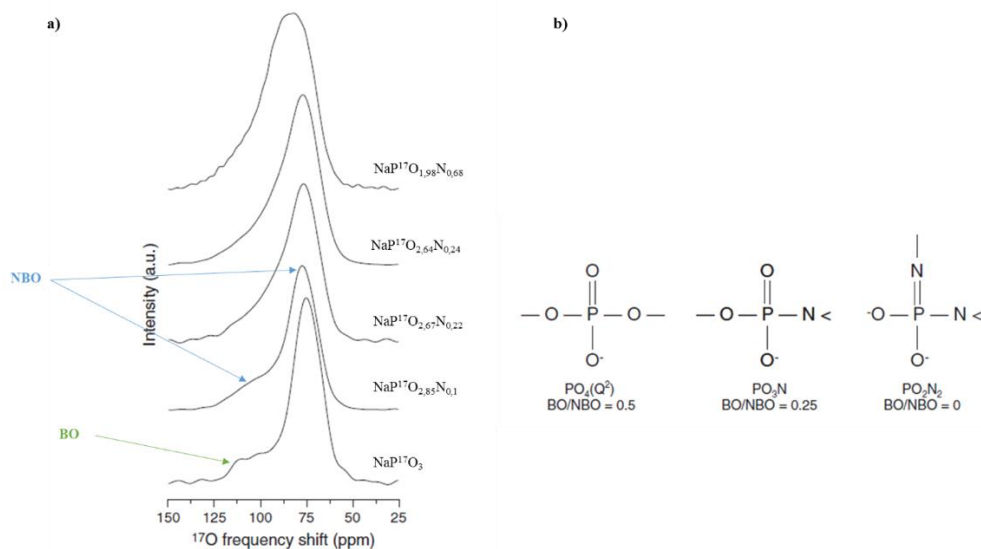 a)
NaP¹⁷O₁,₉₈N₀,₆₈
NaP¹⁷O₂,₆₄N₀,₂₄
NBO
NaP¹⁷O₂,₆₇N₀,₂₂
NaP¹⁷O₂,₈₅N₀,₁
BO
NaP¹⁷O₃
Intensity (a.u.)
150 125 100 75 50 25
¹⁷O frequency shift (ppm)
b)
O
— O — P — O —
O⁻
PO₄(Q²)
BO/NBO = 0.5
O
— O — P — N <
O⁻
PO₃N
BO/NBO = 0.25
N
⁻O — P — N <
O⁻
PO₂N₂
BO/NBO = 0